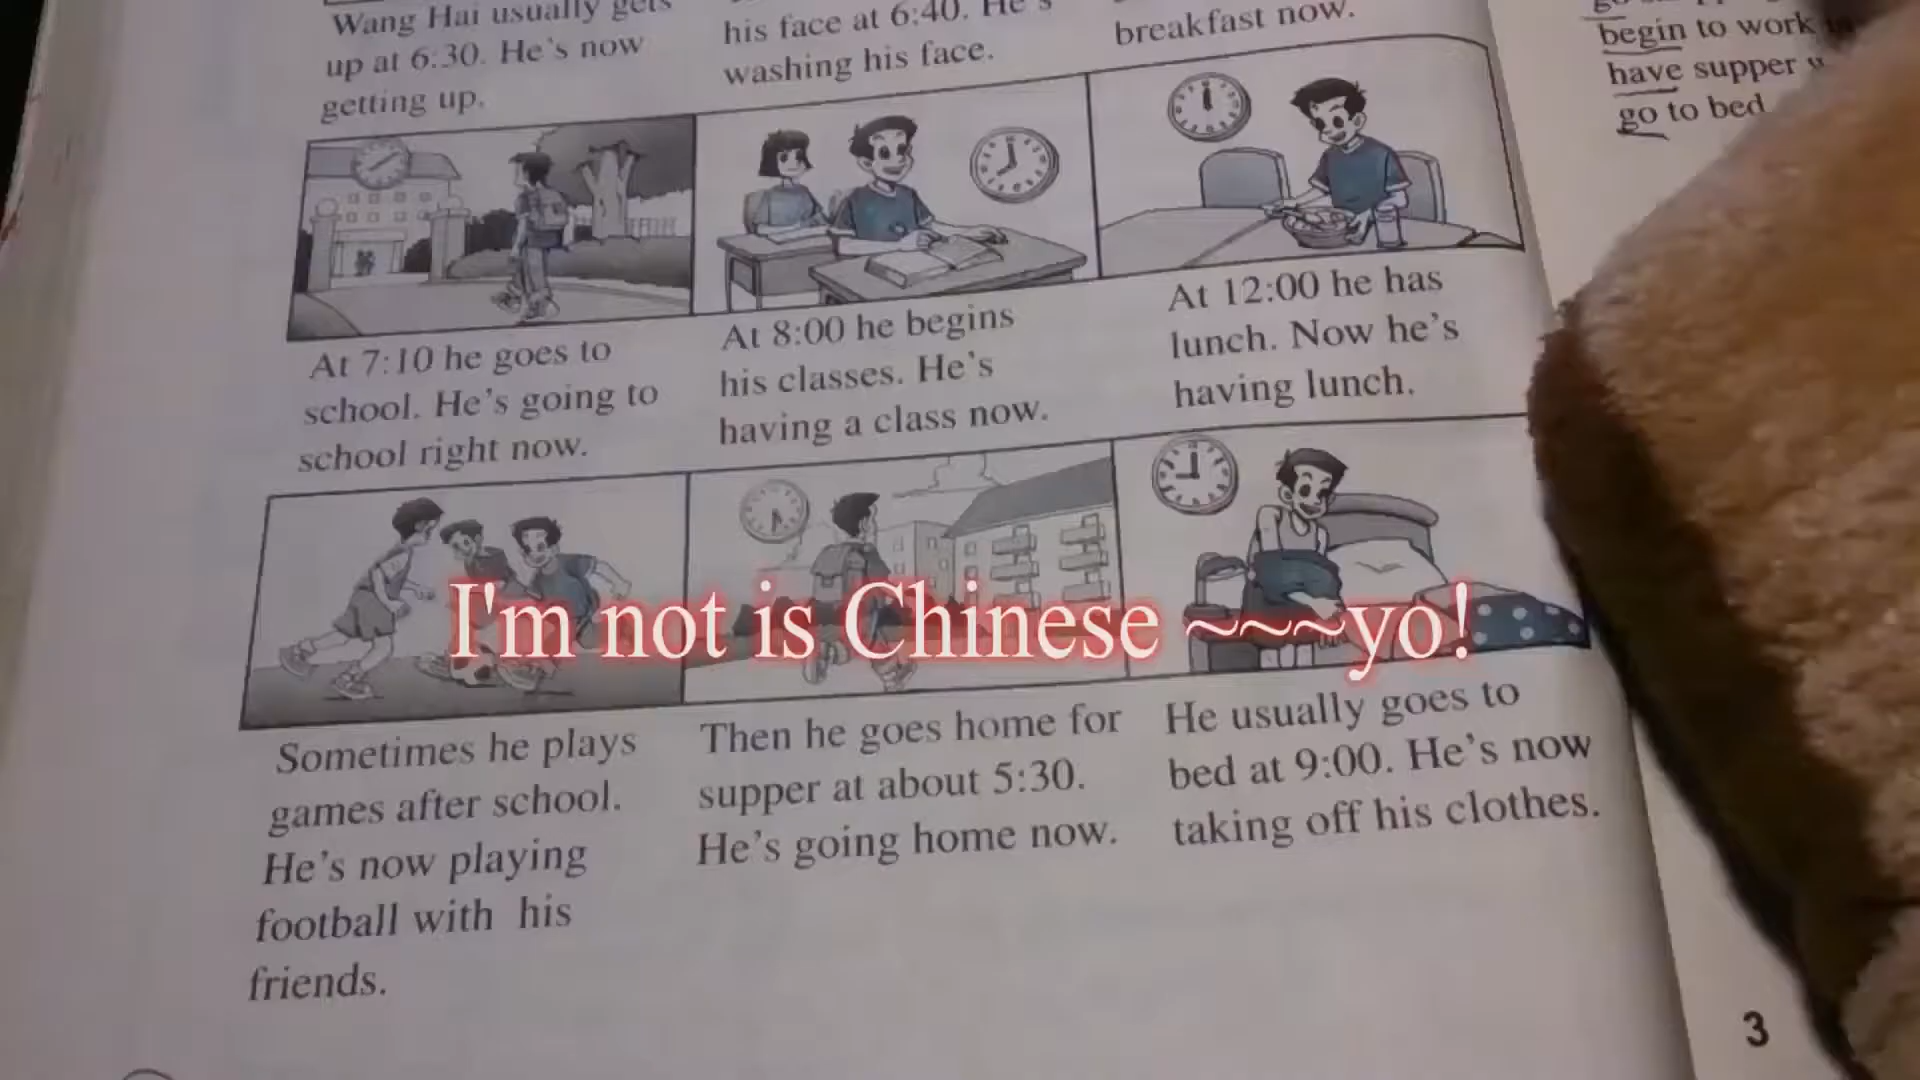 Wang Hai usually gets
up at 6:30. He's now
getting up.
his face at 6:40. He's
washing his face.
breakfast now.
begin to work
have supper
go to bed
At 7:10 he goes to
school. He's going to
school right now.
At 8:00 he begins
his classes. He's
having a class now.
At 12:00 he has
lunch. Now he's
having lunch.
I'm not is Chinese ~~~yo!
Sometimes he plays
games after school.
He's now playing
football with his
friends.
Then he goes home for
supper at about 5:30.
He's going home now.
He usually goes to
bed at 9:00. He's now
taking off his clothes.
3